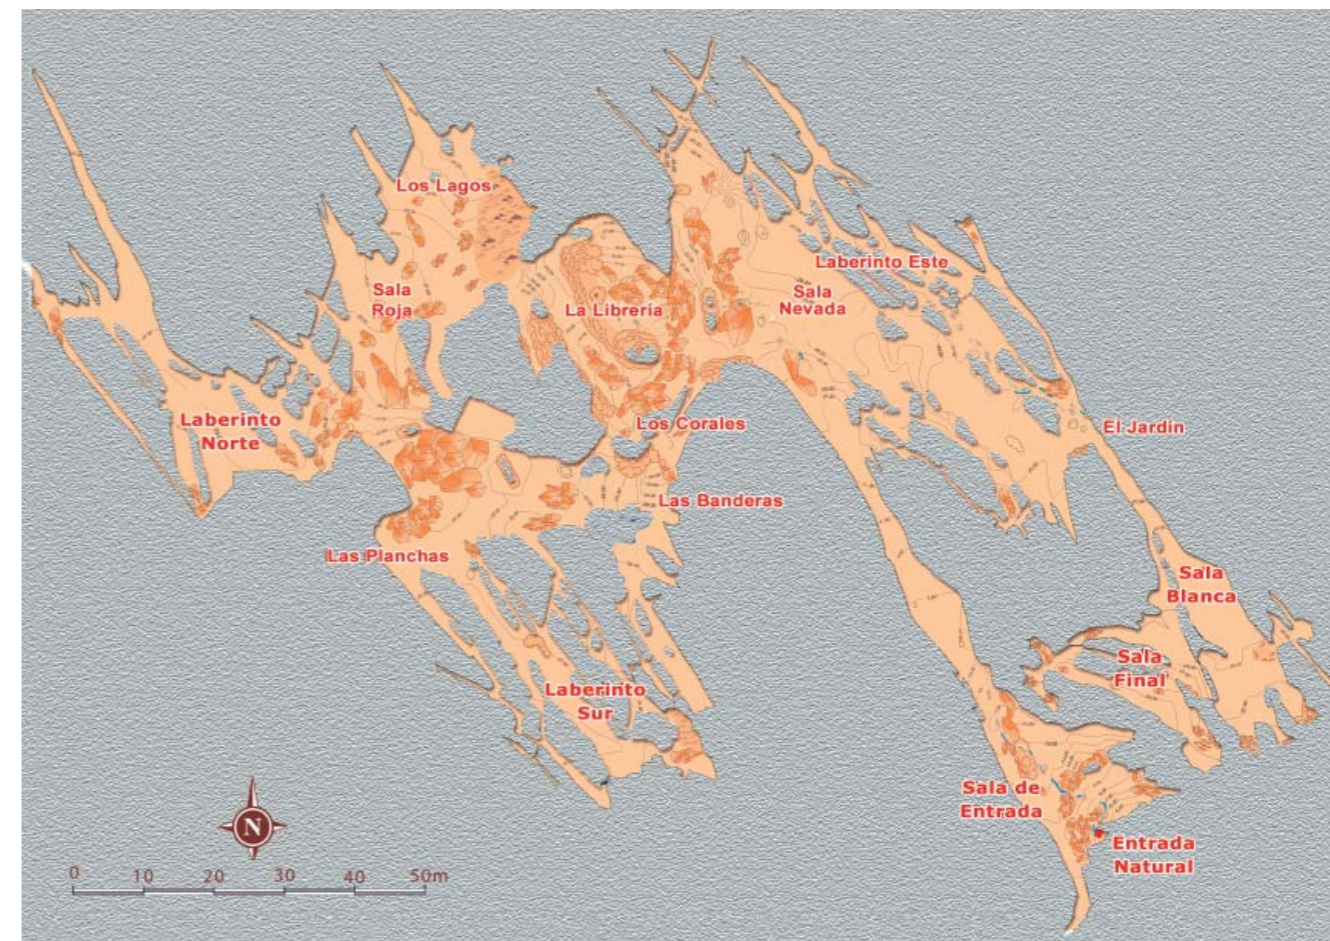 Los Lagos
Laberinto Este
Sala
Roja
La Librería
Sala
Nevada
Laberinto
Norte
Los Corales
El Jardín
Las Banderas
Las Planchas
Sala
Blanca
Sala
Final
Laberinto
Sur
Sala de
Entrada
Entrada
Natural
N
0 10 20 30 40 50m